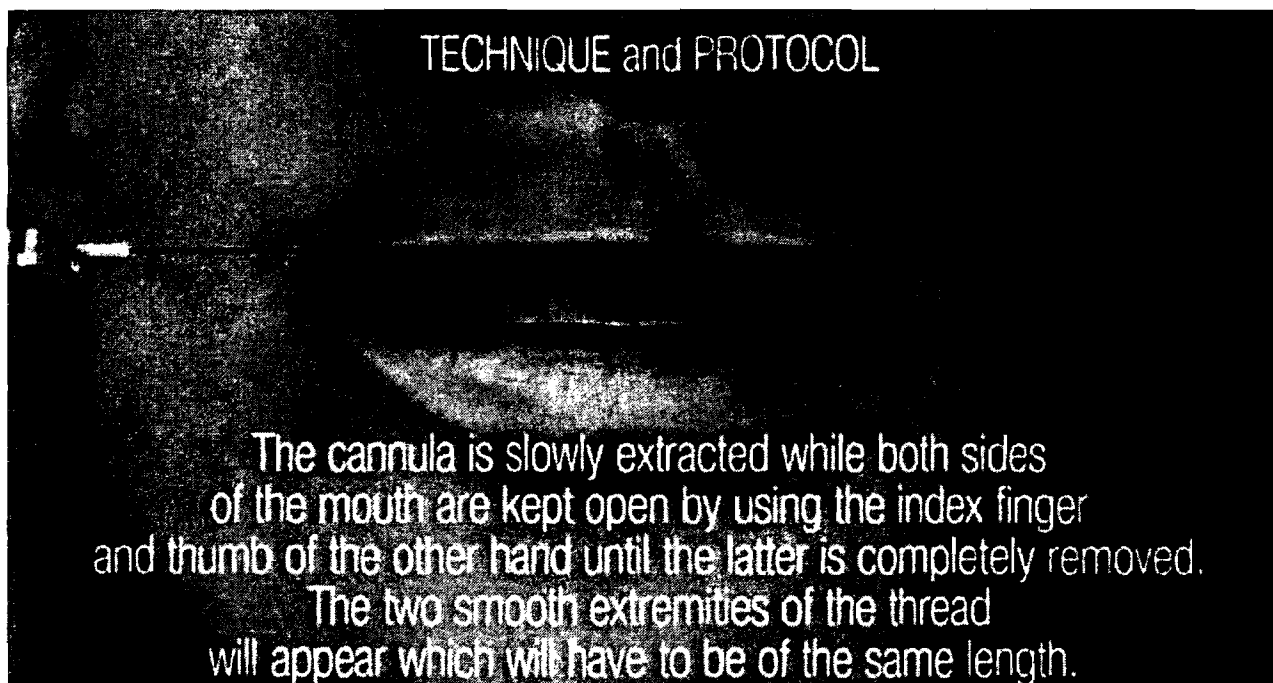 TECHNIQUE and PROTOCOL
The cannula is slowly extracted while both sides
of the mouth are kept open by using the index finger
and thumb of the other hand until the latter is completely removed.
The two smooth extremities of the thread
will appear which will have to be of the same length.